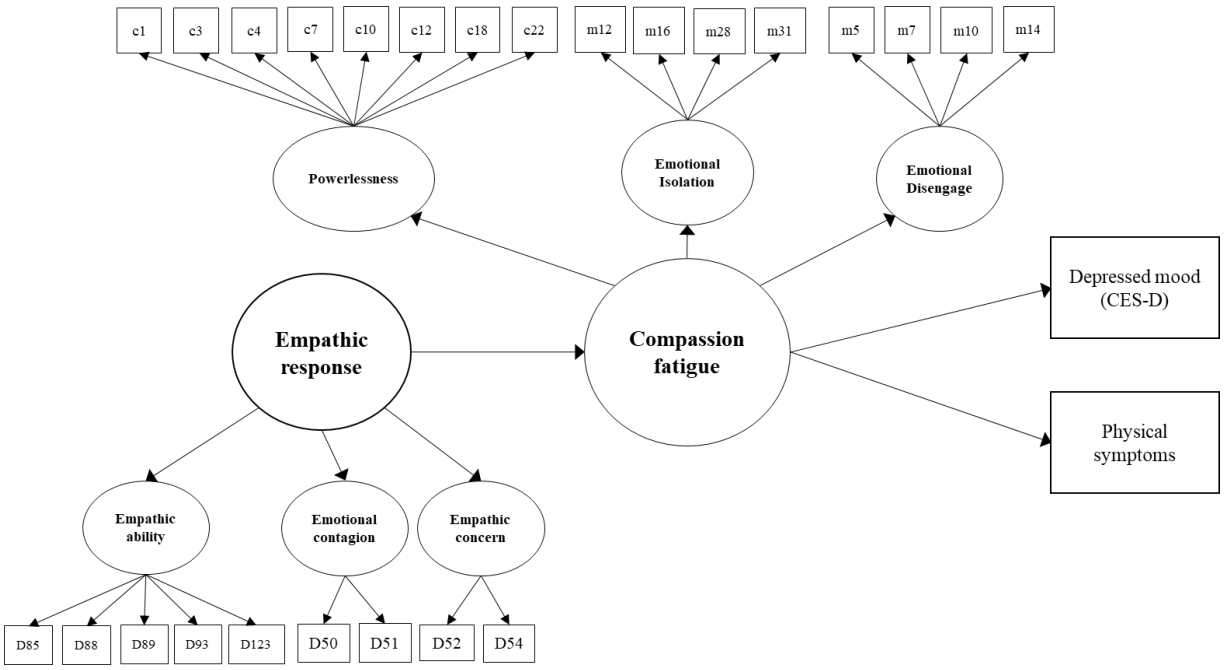 c1 c3 c4 c7 c10 c12 c18 c22 m12 m16 m28 m31 m5 m7 m10 m14
Powerlessness
Emotional
Isolation
Emotional
Disengage
Depressed mood
(CES-D)
Empathic
response
Compassion
fatigue
Physical
symptoms
Empathic
ability
Emotional
contagion
Empathic
concern
D85 D88 D89 D93 D123 D50 D51 D52 D54